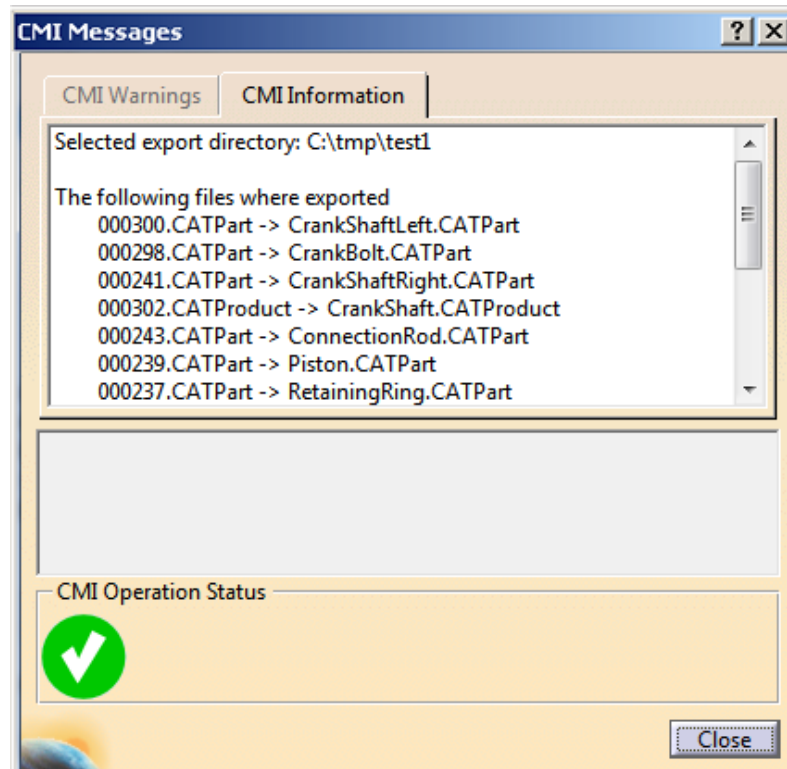 CMI Messages
CMI Warnings
CMI Information
Selected export directory: C:\tmp\test1
The following files where exported
000300.CATPart -> CrankShaftLeft.CATPart
000298.CATPart -> CrankBolt.CATPart
000241.CATPart -> CrankShaftRight.CATPart
000302.CATProduct -> CrankShaft.CATProduct
000243.CATPart -> ConnectionRod.CATPart
000239.CATPart -> Piston.CATPart
000237.CATPart -> RetainingRing.CATPart
CMI Operation Status
Close